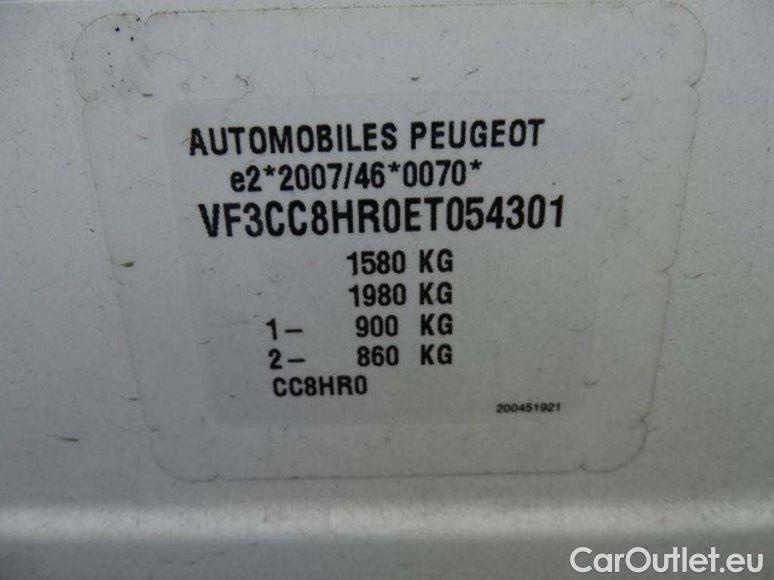 AUTOMOBILES PEUGEOT
e2*2007/46*0070*
VF3CC8HR0ET054301
1580 KG
1980 KG
1– 900 KG
2– 860 KG
CC8HR0
200451921
CarOutlet.eu